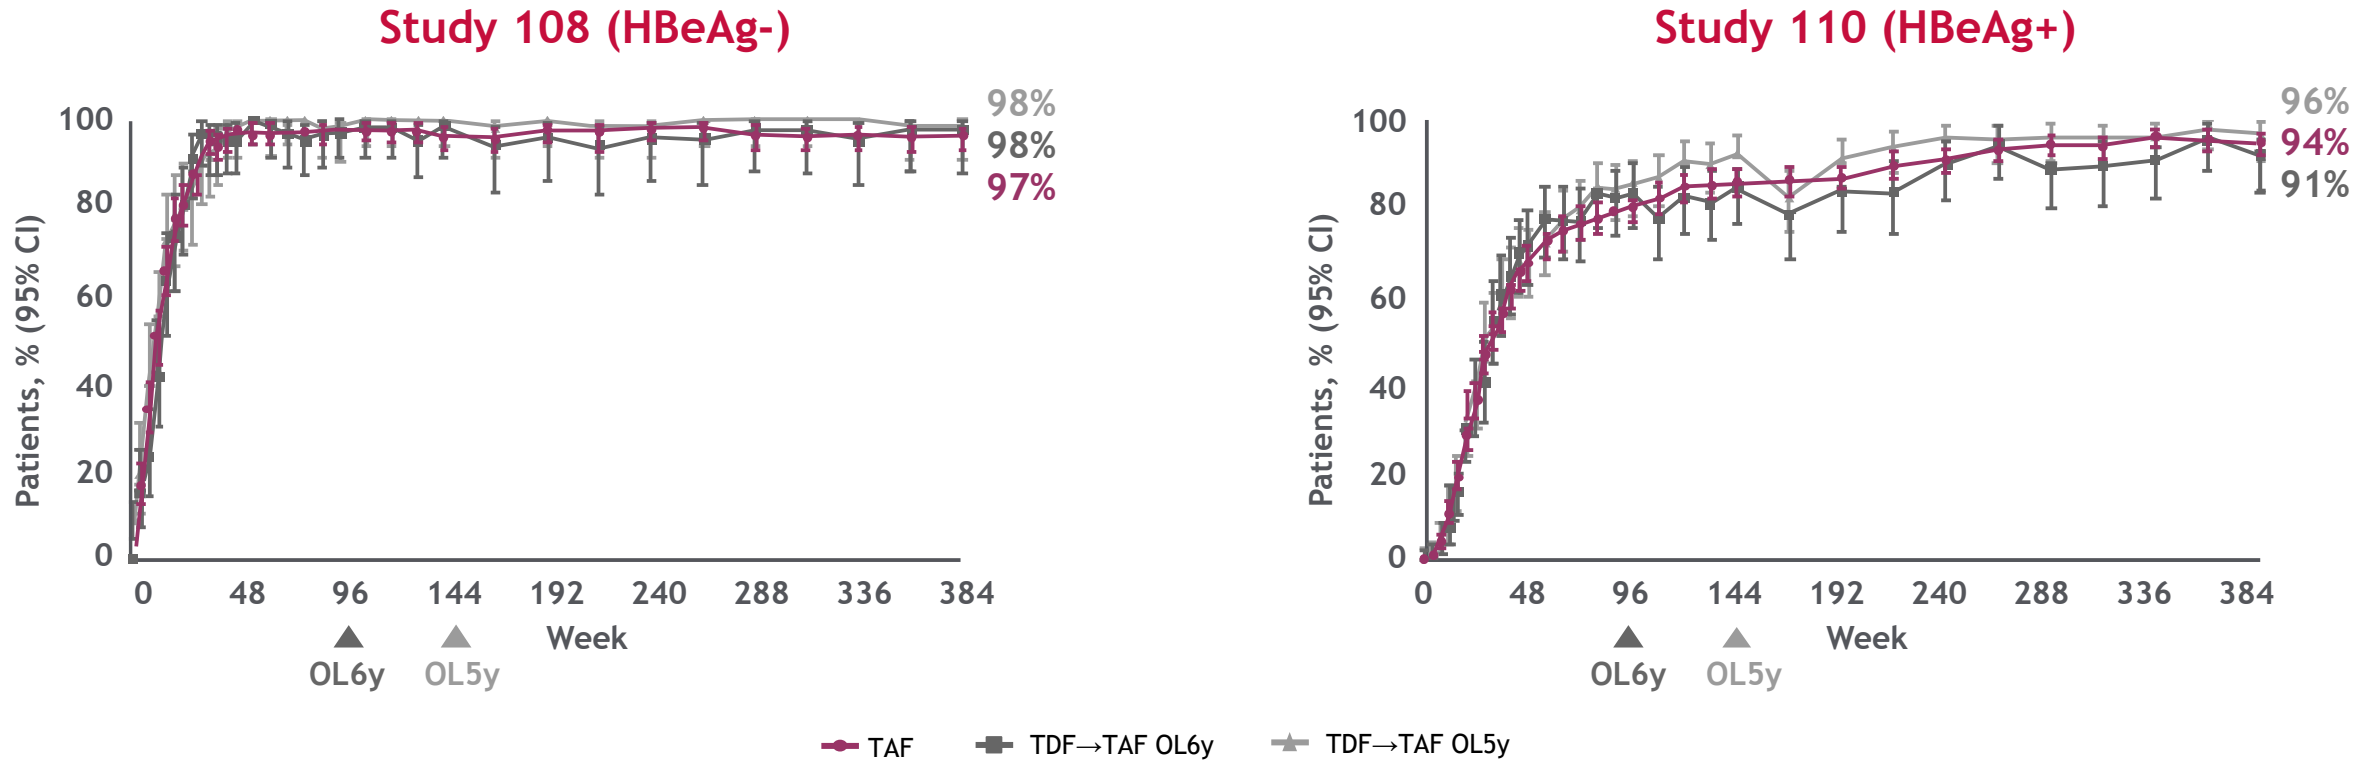 Study 108 (HBeAg-)
Patients, % (95% CI)
100
80
60
40
20
0
98%
98%
97%
0 48 96 144 192 240 288 336 384
Week
OL6y OL5y
Study 110 (HBeAg+)
Patients, % (95% CI)
100
80
60
40
20
0
96%
94%
91%
0 48 96 144 192 240 288 336 384
Week
OL6y OL5y
TAF TDF→TAF OL6y TDF→TAF OL5y